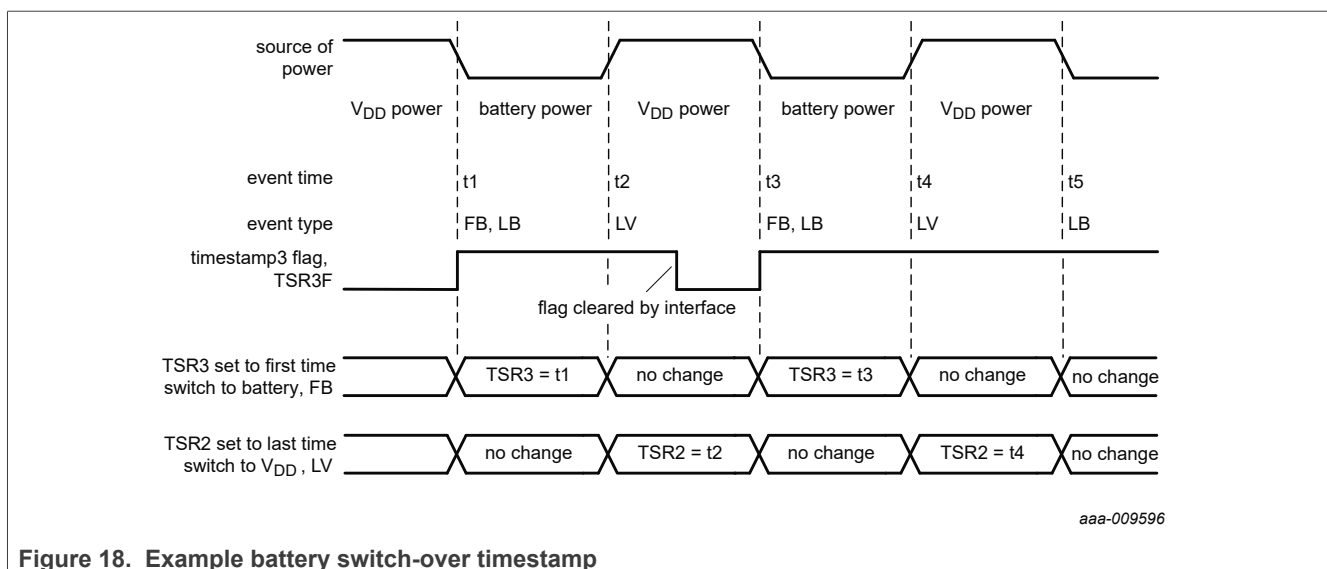 source of
power
V_DD power battery power V_DD power battery power V_DD power
event time t1 t2 t3 t4 t5
event type FB, LB LV FB, LB LV LB
timestamp3 flag,
TSR3F
flag cleared by interface
TSR3 set to first time
switch to battery, FB
TSR3 = t1 no change TSR3 = t3 no change no change
TSR2 set to last time
switch to V_DD , LV
no change TSR2 = t2 no change TSR2 = t4 no change
aaa-009596
Figure 18. Example battery switch-over timestamp